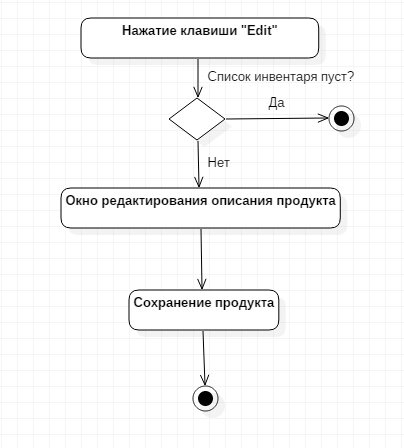 Нажатие клавиши "Edit"
Список инвентаря пуст?
Да
Нет
Окно редактирования описания продукта
Сохранение продукта